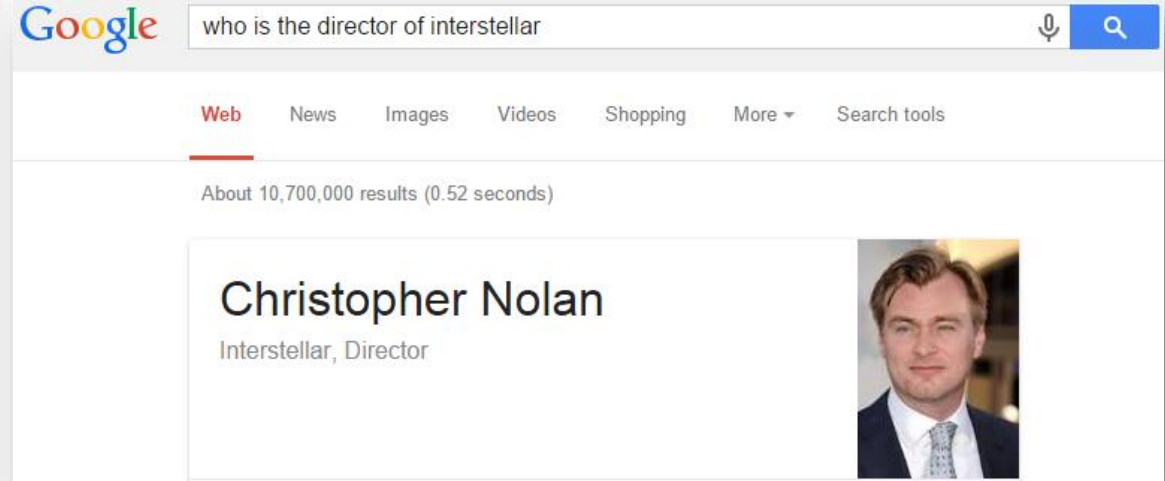 Google who is the director of interstellar
Web News Images Videos Shopping More Search tools
About 10,700,000 results (0.52 seconds)
Christopher Nolan
Interstellar, Director